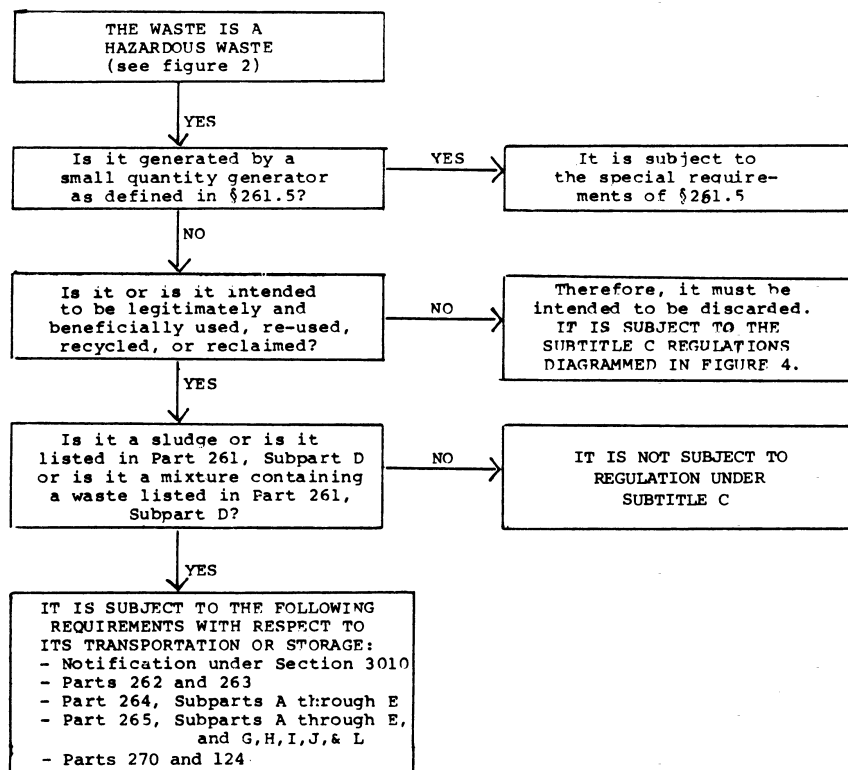 THE WASTE IS A
HAZARDOUS WASTE
(see figure 2)
YES
Is it generated by a
small quantity generator
as defined in §261.5?
YES
It is subject to
the special require-
ments of §261.5
NO
Is it or is it intended
to be legitimately and
beneficially used, re-used,
recycled, or reclaimed?
NO
Therefore, it must be
intended to be discarded.
IT IS SUBJECT TO THE
SUBTITLE C REGULATIONS
DIAGRAMMED IN FIGURE 4.
YES
Is it a sludge or is it
listed in Part 261, Subpart D
or is it a mixture containing
a waste listed in Part 261,
Subpart D?
NO
IT IS NOT SUBJECT TO
REGULATION UNDER
SUBTITLE C
YES
IT IS SUBJECT TO THE FOLLOWING
REQUIREMENTS WITH RESPECT TO
ITS TRANSPORTATION OR STORAGE:
- Notification under Section 3010
- Parts 262 and 263
- Part 264, Subparts A through E
- Part 265, Subparts A through E,
and G,H,I,J,& L
- Parts 270 and 124